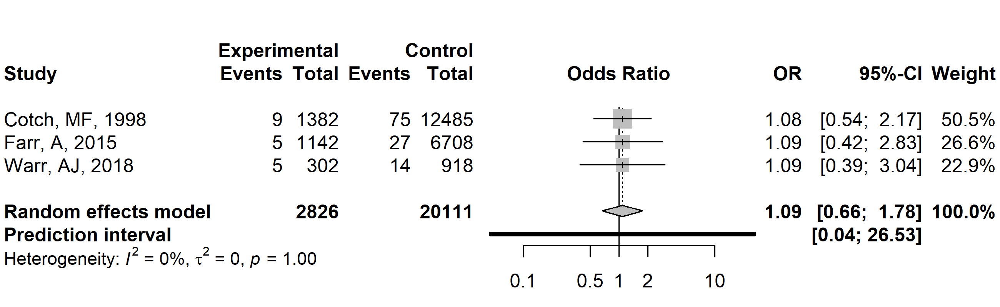 Experimental Control
Study Events Total Events Total Odds Ratio OR 95%-CI Weight
Cotch, MF, 1998 9 1382 75 12485 1.08 [0.54; 2.17] 50.5%
Farr, A, 2015 5 1142 27 6708 1.09 [0.42; 2.83] 26.6%
Warr, AJ, 2018 5 302 14 918 1.09 [0.39; 3.04] 22.9%
Random effects model 2826 20111 1.09 [0.66; 1.78] 100.0%
Prediction interval [0.04; 26.53]
Heterogeneity: I² = 0%, τ² = 0, p = 1.00
0.1 0.5 1 2 10